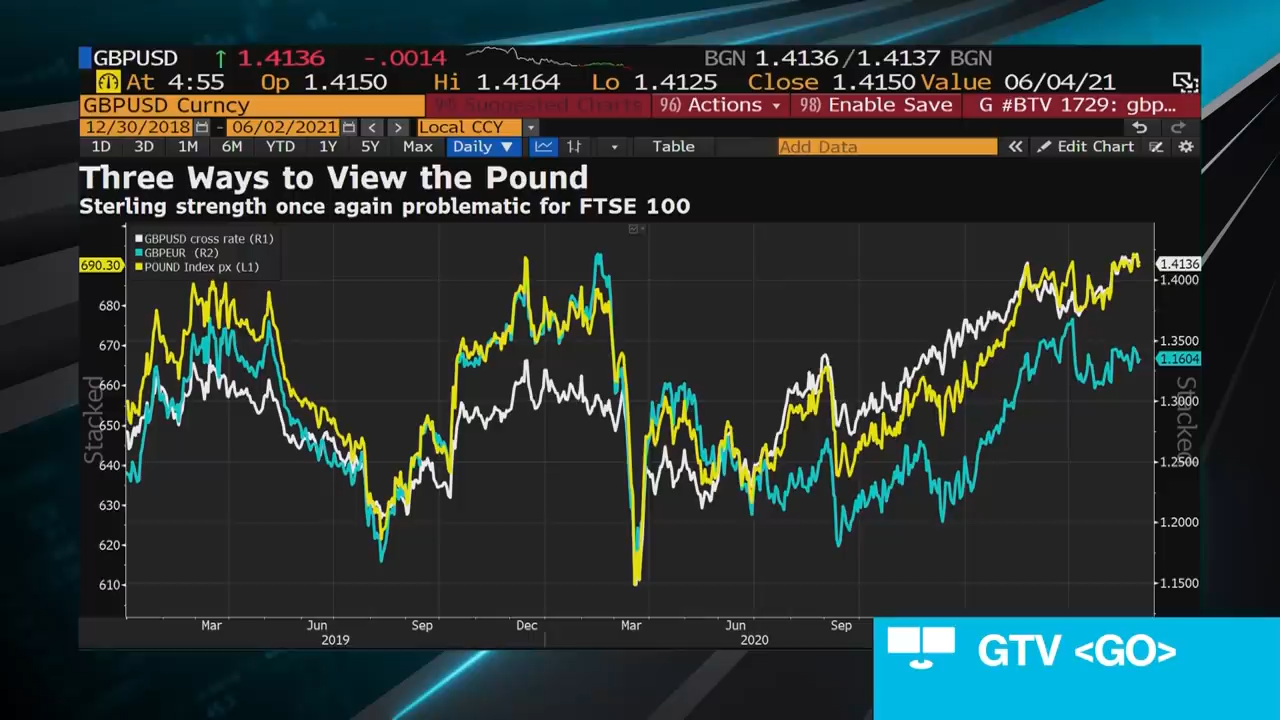 GBPUSD ↑ 1.4136 -.0014 BGN 1.4136/1.4137 BGN
At 4:55 Op 1.4150 Hi 1.4164 Lo 1.4125 Close 1.4150 Value 06/04/21
GBPUSD Curncy 95) Suggested Charts 96) Actions 98) Enable Save G #BTV 1729: gbp...
12/30/2018 - 06/02/2021 < > Local CCY
1D 3D 1M 6M YTD 1Y 5Y Max Daily ▼ Table Add Data « Edit Chart
Three Ways to View the Pound
Sterling strength once again problematic for FTSE 100
GBPUSD cross rate (R1)
GBPEUR (R2)
POUND Index px (L1)
690.30
680
670
660
650
640
630
620
610
Stacked
1.4136
1.4000
1.3500
1.1604
1.3000
1.2500
1.2000
1.1500
Stacked
Mar Jun Sep Dec Mar Jun Sep
2019 2020
GTV <GO>